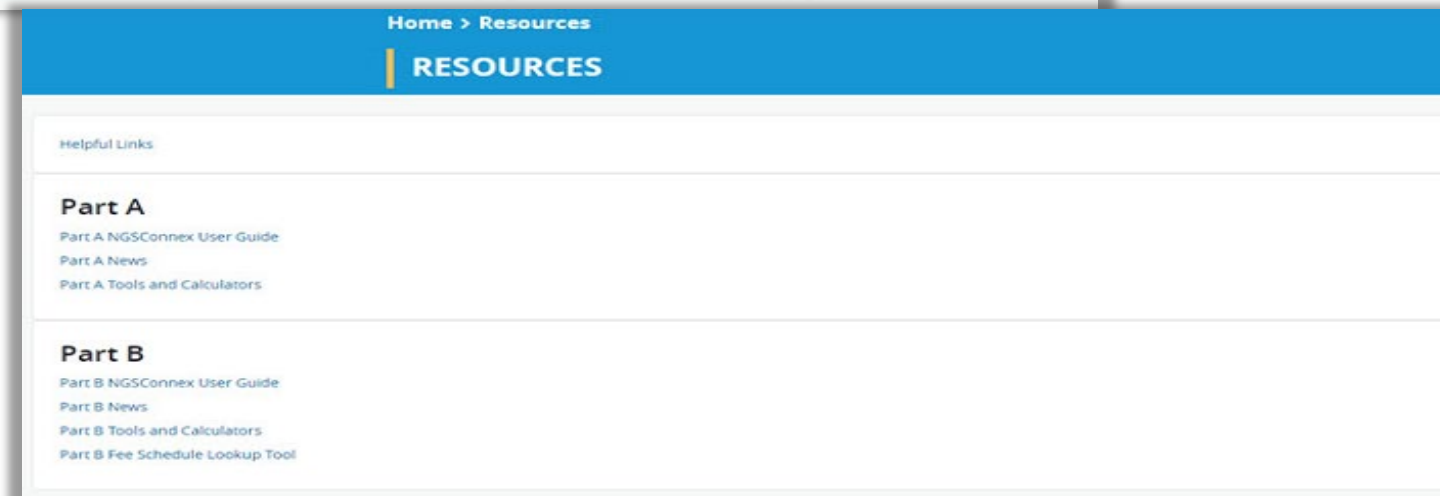 Home > Resources
RESOURCES
Helpful Links
Part A
Part A NGSConnex User Guide
Part A News
Part A Tools and Calculators
Part B
Part B NGSConnex User Guide
Part B News
Part B Tools and Calculators
Part B Fee Schedule Lookup Tool